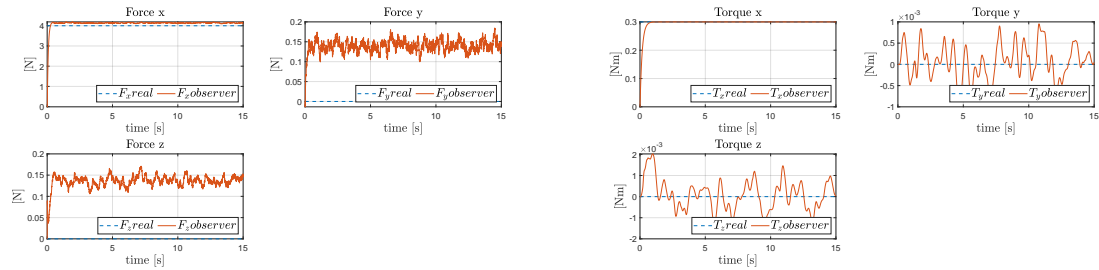 Force x
4
3
2
1
0
[N]
F_x real F_x observer
0 5 10 15
time [s]
Force y
0.2
0.15
0.1
0.05
0
[N]
F_y real F_y observer
0 5 10 15
time [s]
Force z
0.2
0.15
0.1
0.05
0
[N]
F_z real F_z observer
0 5 10 15
time [s]
Torque x
0.3
0.2
0.1
0
[Nm]
T_x real T_x observer
0 5 10 15
time [s]
Torque y
×10⁻³
1
0.5
0
-0.5
[Nm]
T_y real T_y observer
0 5 10 15
time [s]
Torque z
×10⁻³
2
1
0
-1
-2
[Nm]
T_z real T_z observer
5 10 15
time [s]